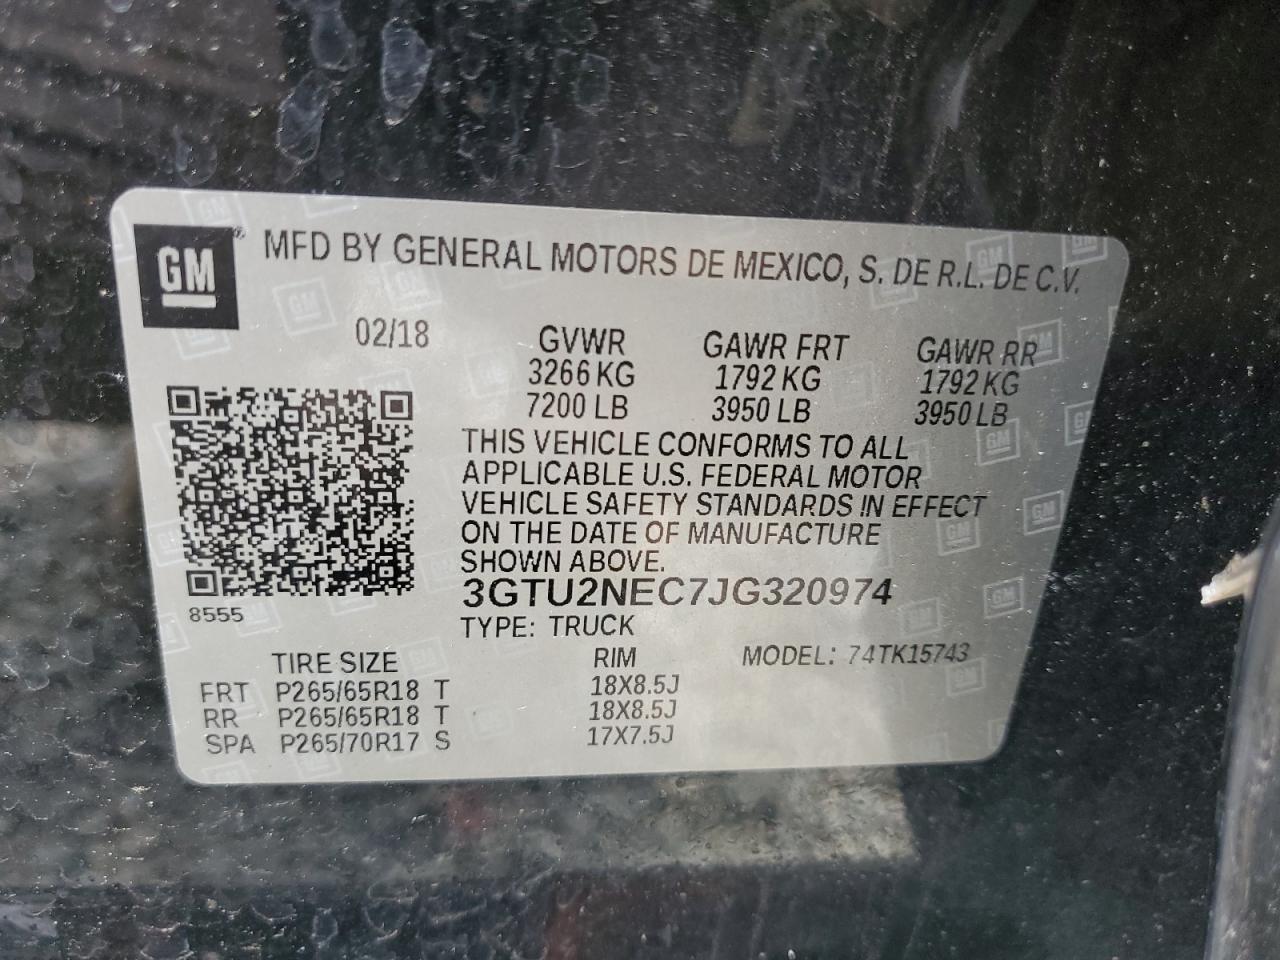 GM
MFD BY GENERAL MOTORS DE MEXICO, S. DE R.L. DE C.V.
02/18
GVWR GAWR FRT GAWR RR
3266 KG 1792 KG 1792 KG
7200 LB 3950 LB 3950 LB
THIS VEHICLE CONFORMS TO ALL
APPLICABLE U.S. FEDERAL MOTOR
VEHICLE SAFETY STANDARDS IN EFFECT
ON THE DATE OF MANUFACTURE
SHOWN ABOVE.
3GTU2NEC7JG320974
8555
TYPE: TRUCK
TIRE SIZE RIM MODEL: 74TK15743
FRT P265/65R18 T 18X8.5J
RR P265/65R18 T 18X8.5J
SPA P265/70R17 S 17X7.5J